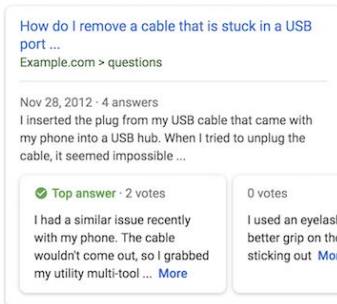 How do I remove a cable that is stuck in a USB
port ...
Example.com > questions
Nov 28, 2012 · 4 answers
I inserted the plug from my USB cable that came with
my phone into a USB hub. When I tried to unplug the
cable, it seemed impossible ...
Top answer · 2 votes
I had a similar issue recently
with my phone. The cable
wouldn't come out, so I grabbed
my utility multi-tool ... More
0 votes
I used an
better grip on
sticking out